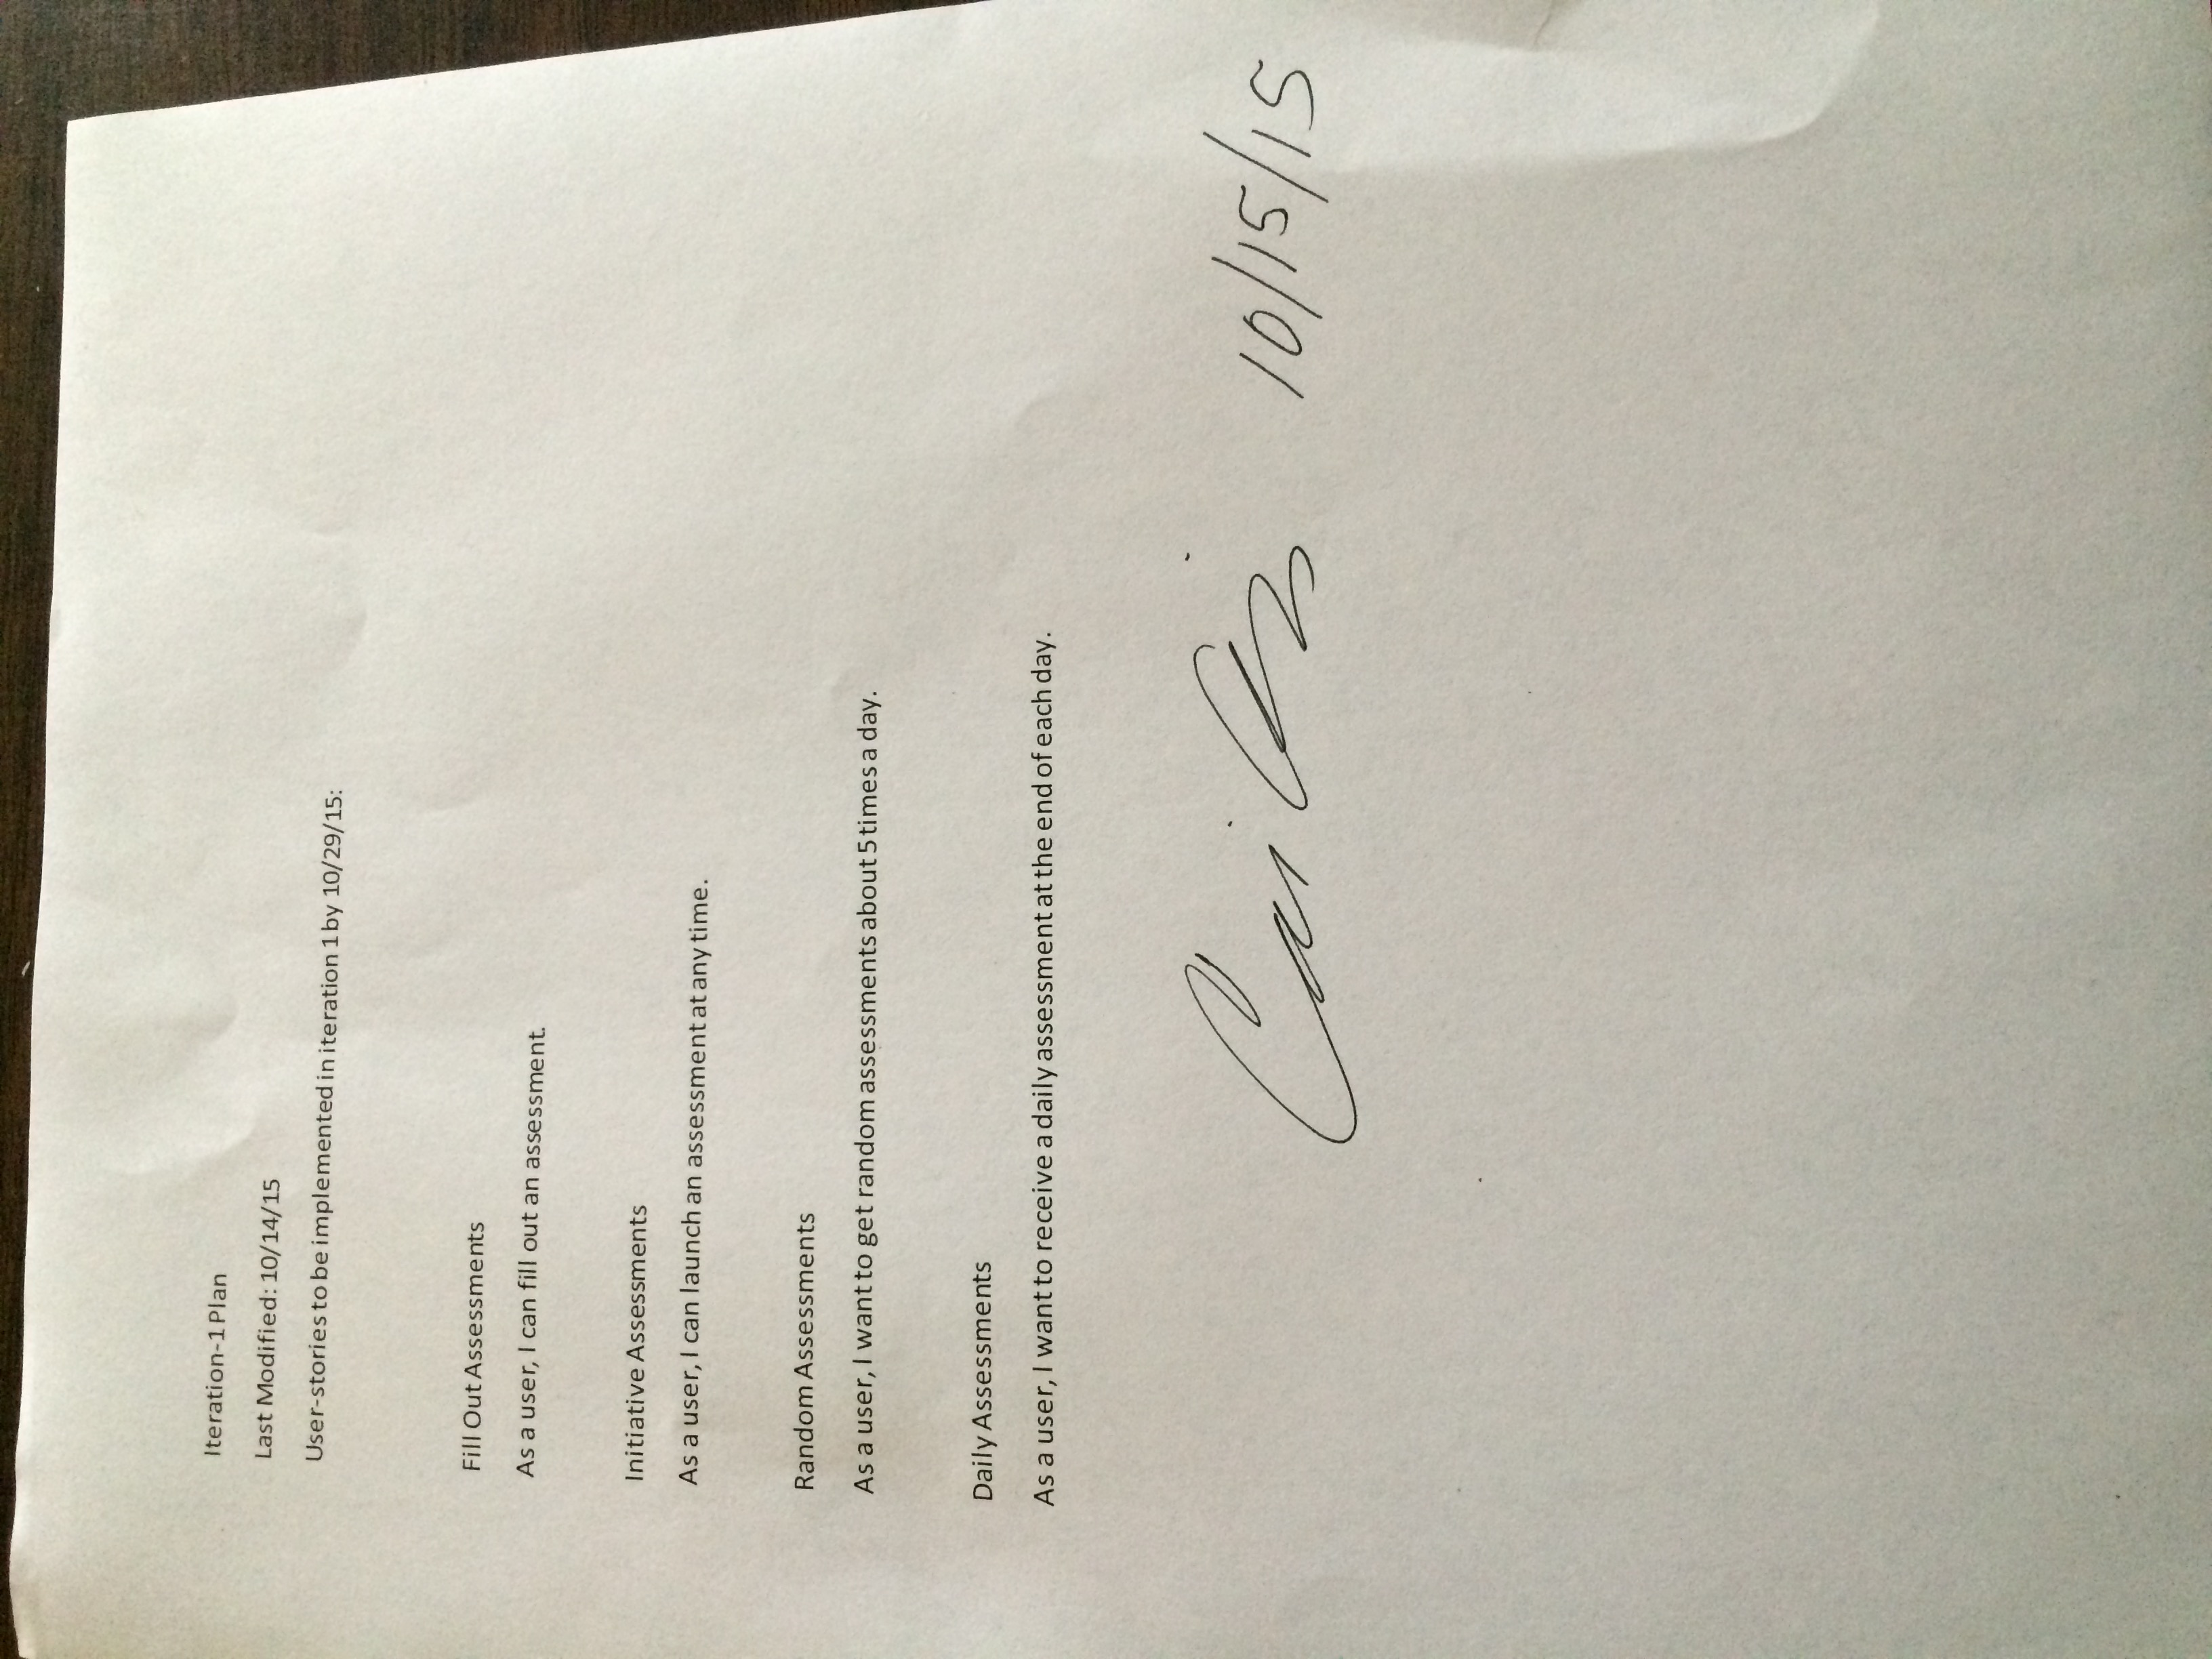 Iteration-1 Plan
Last Modified: 10/14/15
User-stories to be implemented in iteration 1 by 10/29/15:
Fill Out Assessments
As a user, I can fill out an assessment.
Initiative Assessments
As a user, I can launch an assessment at any time.
Random Assessments
As a user, I want to get random assessments about 5 times a day.
Daily Assessments
As a user, I want to receive a daily assessment at the end of each day.
10/15/15